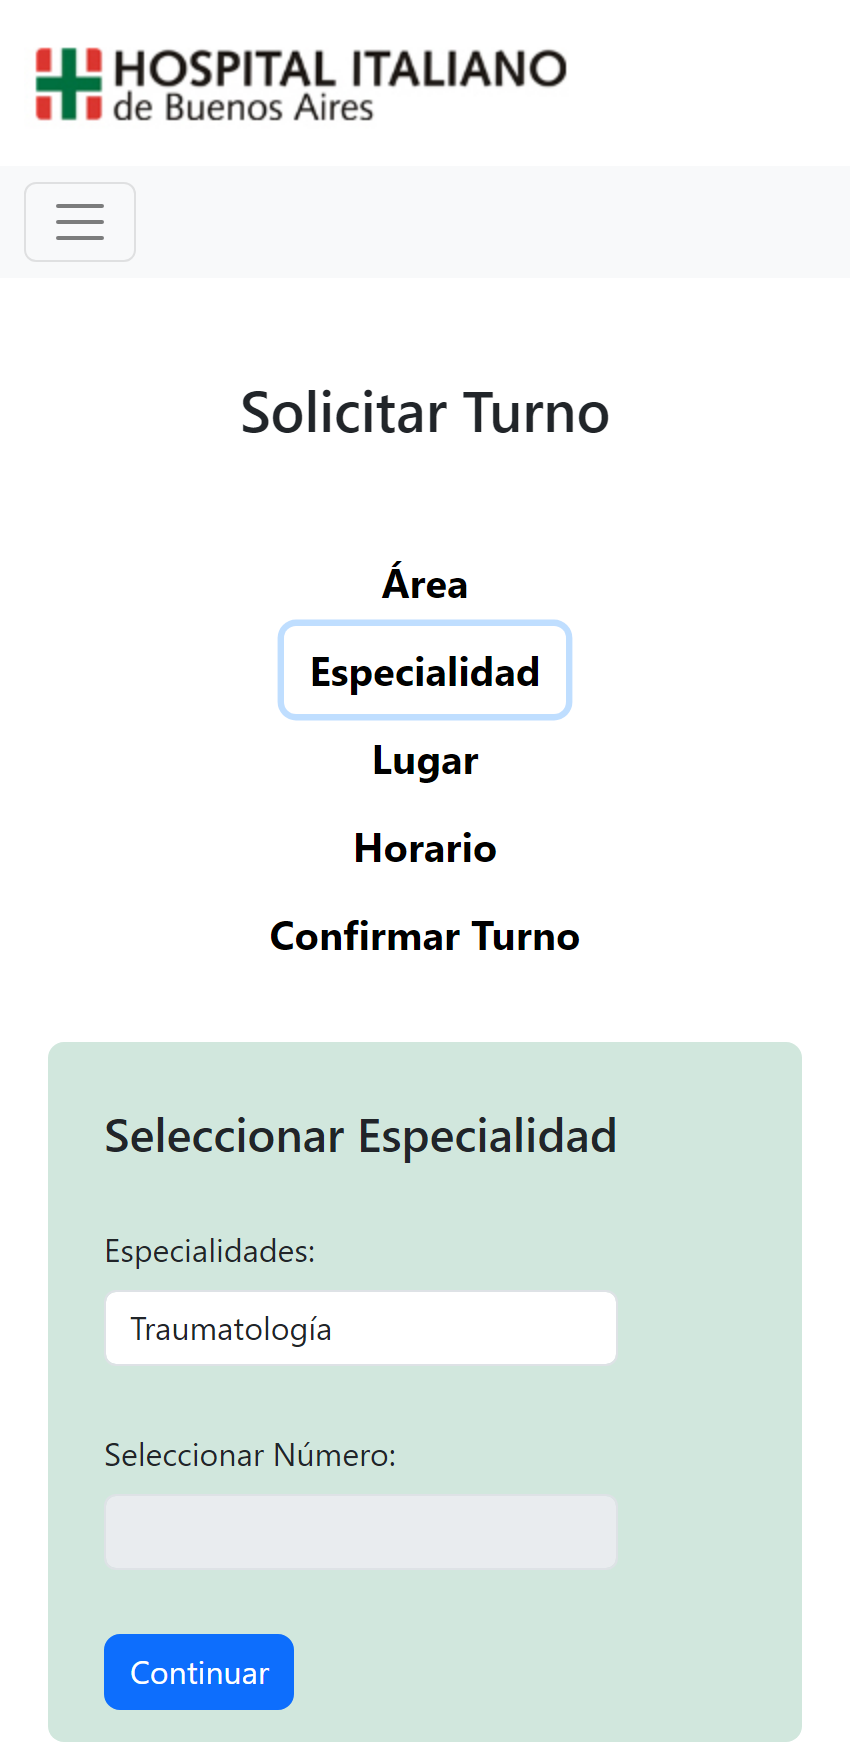 HOSPITAL ITALIANO
de Buenos Aires
Solicitar Turno
Área
Especialidad
Lugar
Horario
Confirmar Turno
Seleccionar Especialidad
Especialidades:
Traumatología
Seleccionar Número:
Continuar